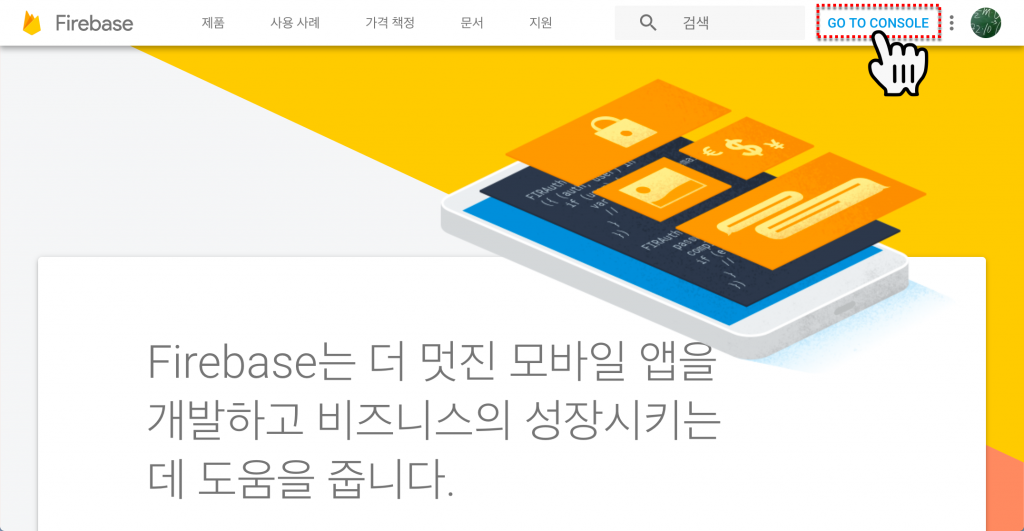 Firebase
제품
사용 사례
가격 책정
문서
지원
검색
GO TO CONSOLE
Firebase는 더 멋진 모바일 앱을
개발하고 비즈니스의 성장시키는
데 도움을 줍니다.